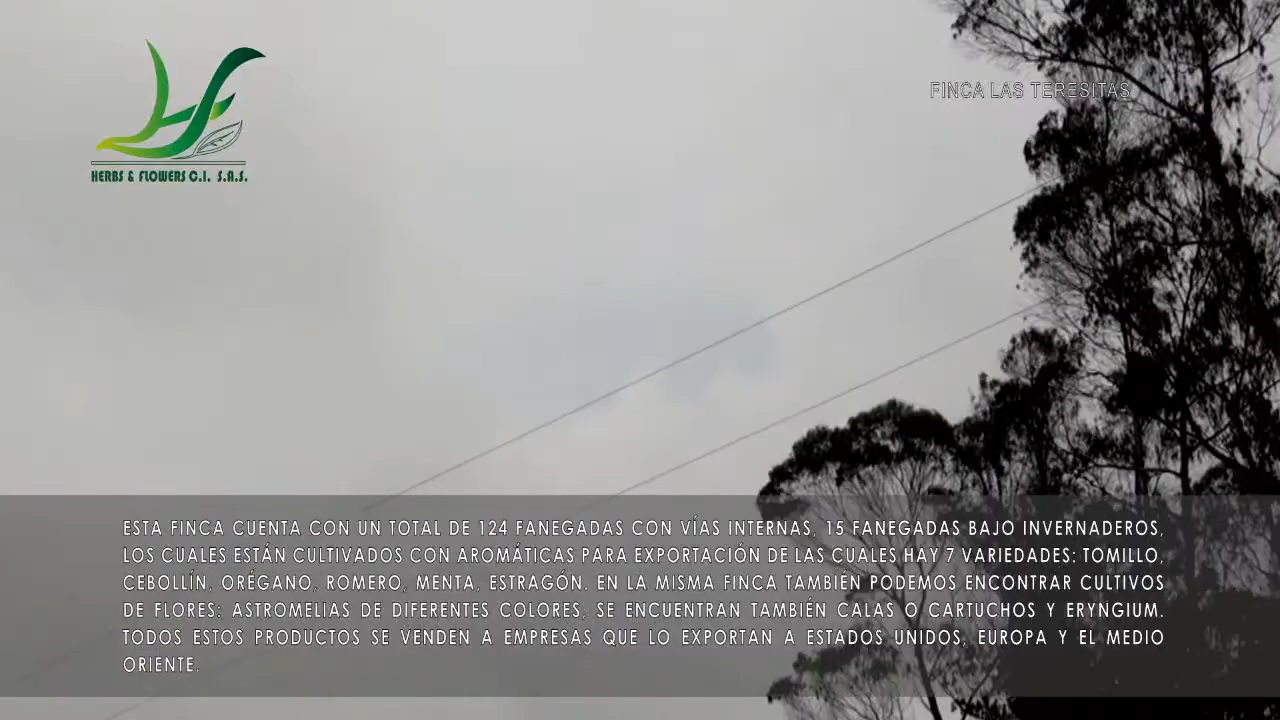 FINCA LAS TERESITAS
HERBS & FLOWERS C.I. S.A.S.
ESTA FINCA CUENTA CON UN TOTAL DE 124 FANEGADAS CON VÍAS INTERNAS, 15 FANEGADAS BAJO INVERNADEROS,
LOS CUALES ESTÁN CULTIVADOS CON AROMÁTICAS PARA EXPORTACIÓN DE LAS CUALES HAY 7 VARIEDADES: TOMILLO,
CEBOLLÍN, ORÉGANO, ROMERO, MENTA, ESTRAGÓN. EN LA MISMA FINCA TAMBIÉN PODEMOS ENCONTRAR CULTIVOS
DE FLORES: ASTROMELIAS DE DIFERENTES COLORES, SE ENCUENTRAN TAMBIÉN CALAS O CARTUCHOS Y ERYNGIUM.
TODOS ESTOS PRODUCTOS SE VENDEN A EMPRESAS QUE LO EXPORTAN A ESTADOS UNIDOS, EUROPA Y EL MEDIO
ORIENTE.